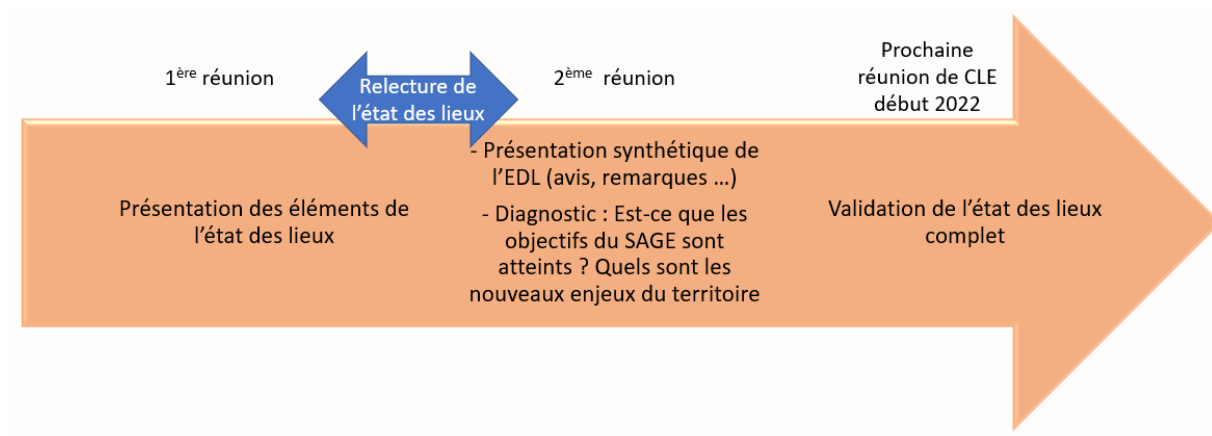 1ère réunion
Relecture de
l'état des lieux
2ème réunion
Prochaine
réunion de CLE
début 2022
Présentation des éléments de
l'état des lieux
- Présentation synthétique de
l'EDL (avis, remarques ...)
- Diagnostic : Est-ce que les
objectifs du SAGE sont
atteints ? Quels sont les
nouveaux enjeux du territoire
Validation de l'état des lieux
complet